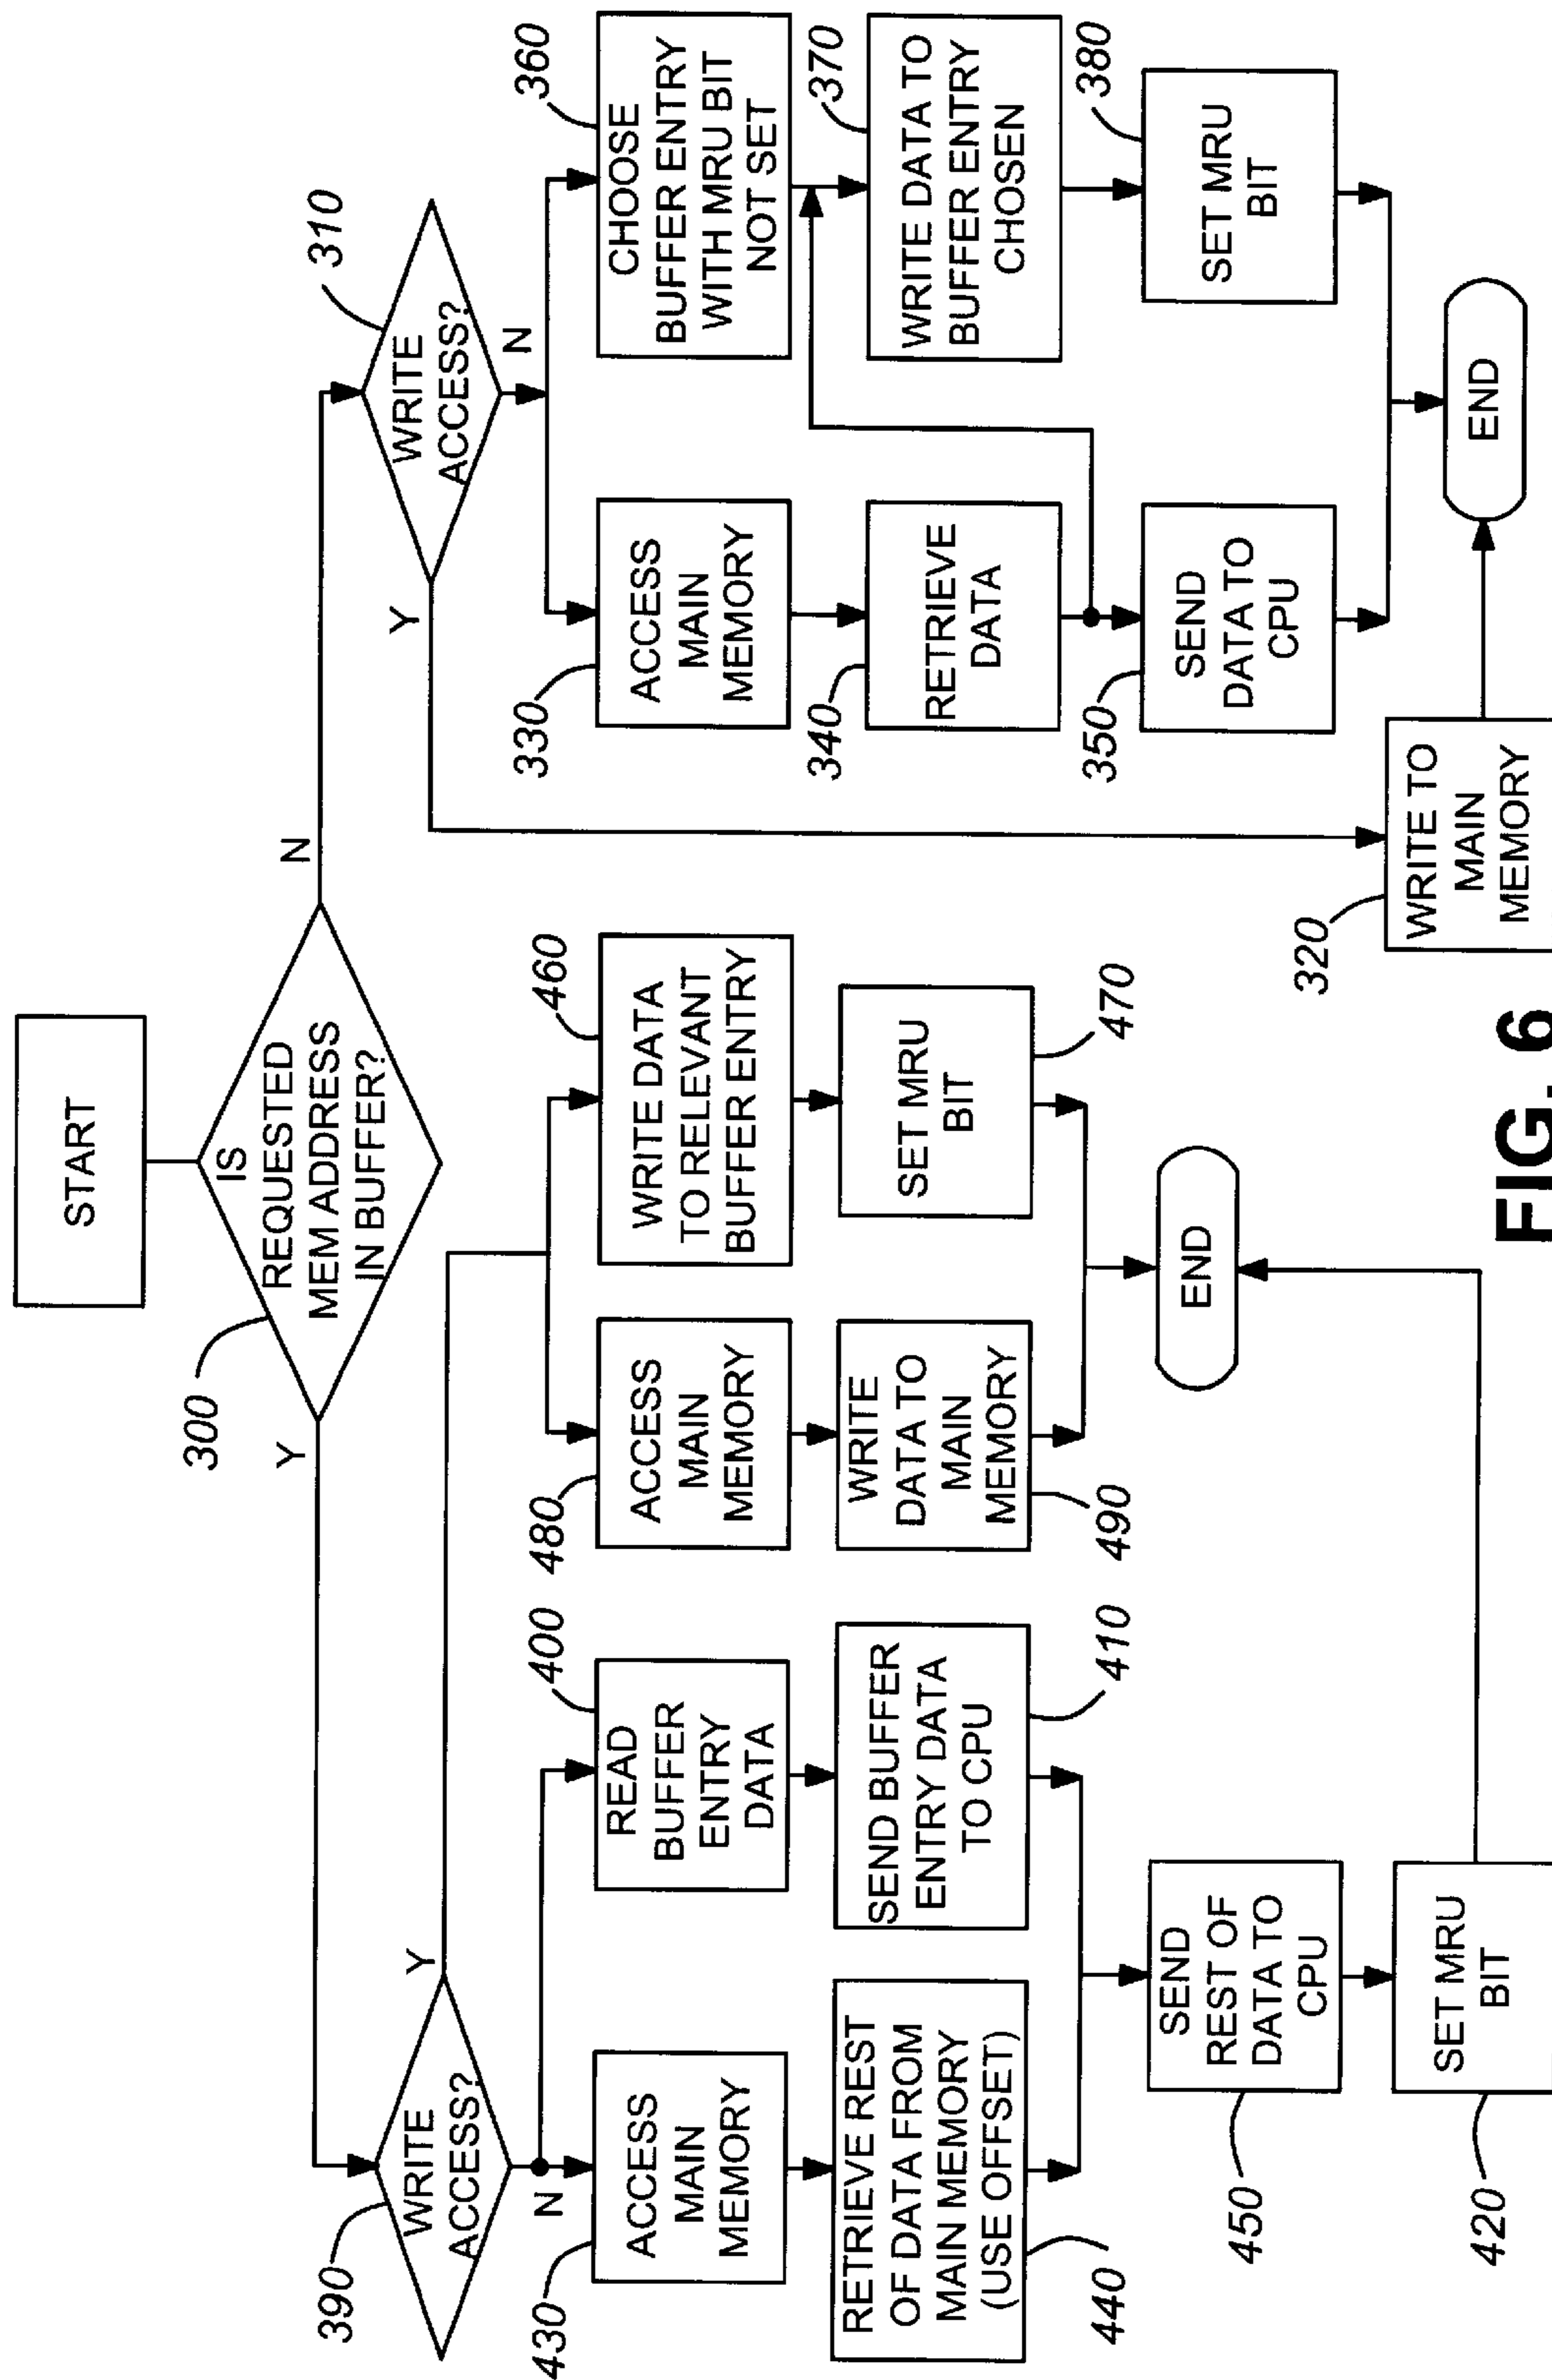 START
300
IS
REQUESTED
MEM ADDRESS
IN BUFFER?
Y
N
390
WRITE
ACCESS?
Y
N
310
WRITE
ACCESS?
Y
N
430
ACCESS
MAIN
MEMORY
400
READ
BUFFER
ENTRY
DATA
480
ACCESS
MAIN
MEMORY
460
WRITE DATA
TO RELEVANT
BUFFER ENTRY
330
ACCESS
MAIN
MEMORY
360
CHOOSE
BUFFER ENTRY
WITH MRU BIT
NOT SET
440
RETRIEVE REST
OF DATA FROM
MAIN MEMORY
(USE OFFSET)
410
SEND BUFFER
ENTRY DATA
TO CPU
490
WRITE
DATA TO
MAIN
MEMORY
470
SET MRU
BIT
340
RETRIEVE
DATA
370
WRITE DATA TO
BUFFER ENTRY
CHOSEN
450
SEND
REST OF
DATA TO
CPU
END
350
SEND
DATA TO
CPU
380
SET MRU
BIT
420
SET MRU
BIT
320
WRITE TO
MAIN
MEMORY
END
FIG. 6